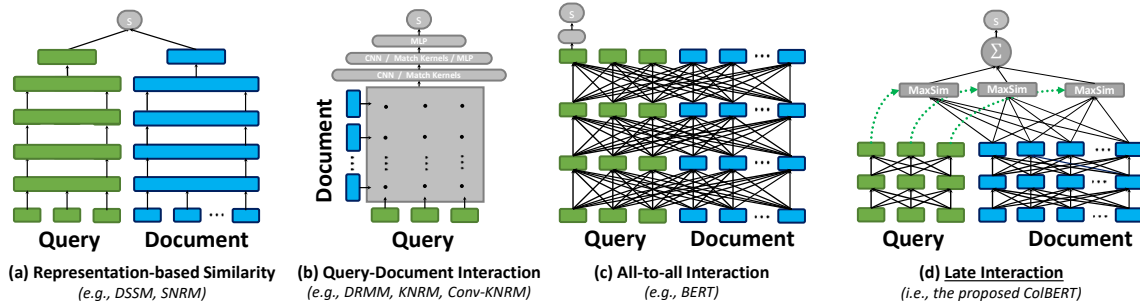 s
Query
Document
(a) Representation-based Similarity
(e.g., DSSM, SNRM)
s
MLP
CNN / Match Kernels / MLP
CNN / Match Kernels
Document
Query
(b) Query-Document Interaction
(e.g., DRMM, KNRM, Conv-KNRM)
s
Query
Document
(c) All-to-all Interaction
(e.g., BERT)
s
Σ
MaxSim MaxSim MaxSim
Query
Document
(d) Late Interaction
(i.e., the proposed ColBERT)